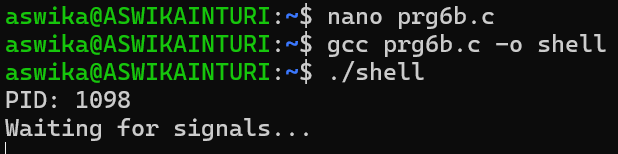 aswika@ASWIKAINTURI:~$ nano prg6b.c
aswika@ASWIKAINTURI:~$ gcc prg6b.c -o shell
aswika@ASWIKAINTURI:~$ ./shell
PID: 1098
Waiting for signals...